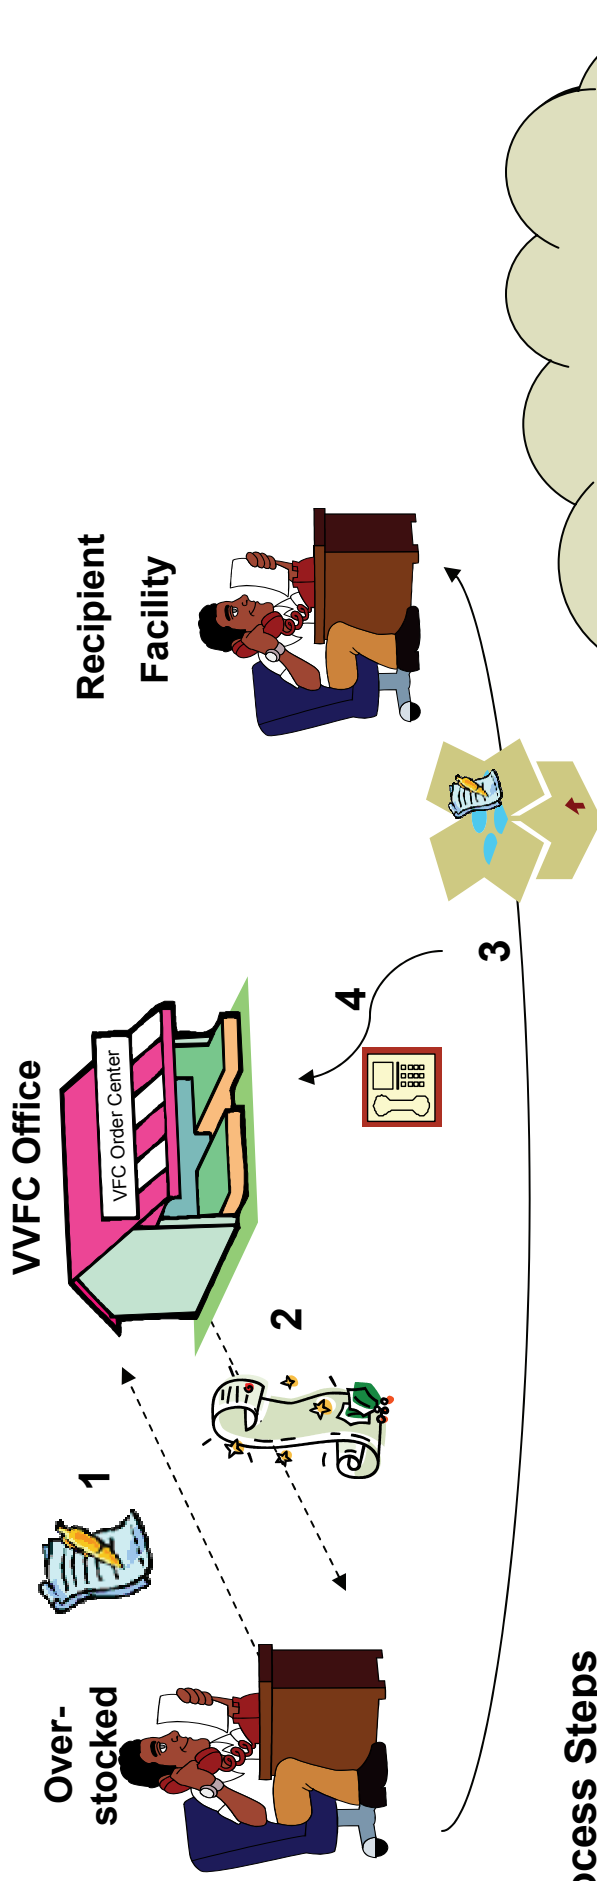 VVFC Office
VFC Order Center
Over-
stocked
Recipient
Facility
1
2
3
4
ocess Steps